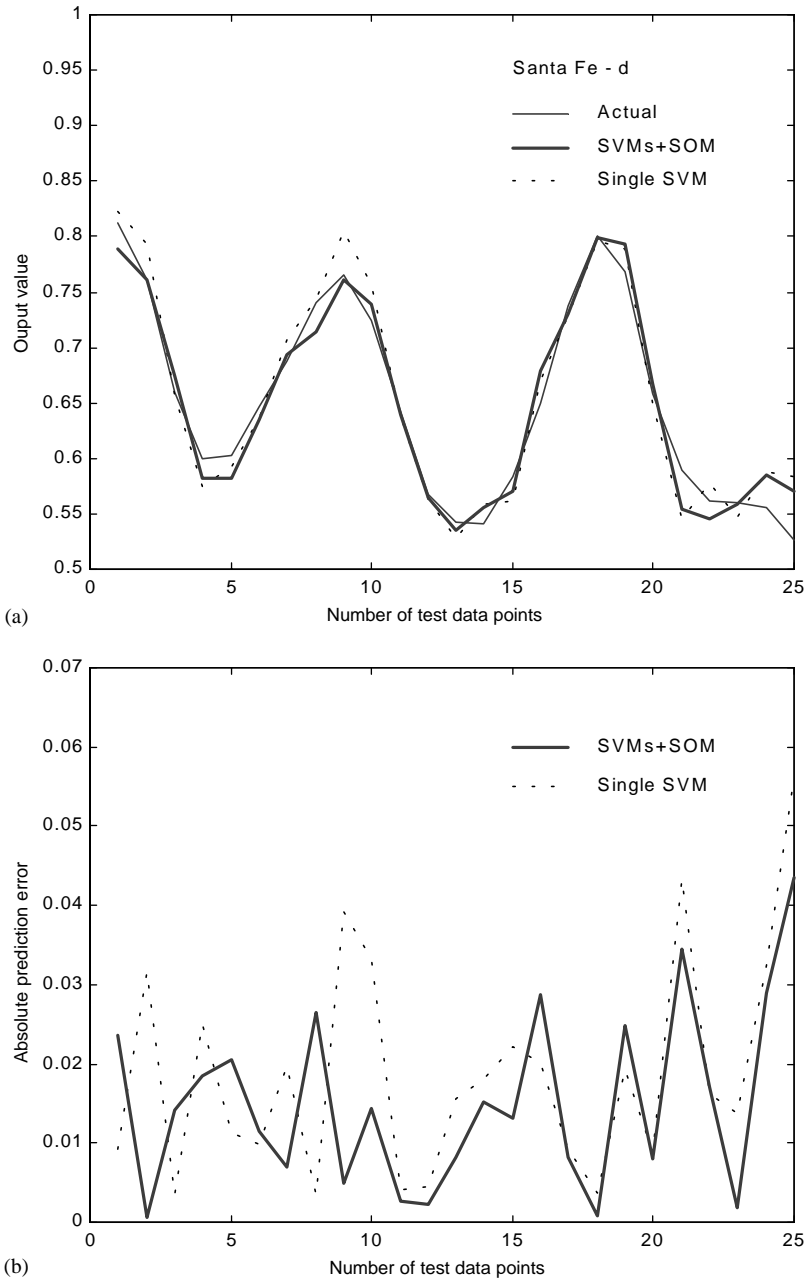 1
0.95
0.9
0.85
0.8
0.75
0.7
0.65
0.6
0.55
0.5
Ouput value
Santa Fe - d
Actual
SVMs+SOM
Single SVM
0 5 10 15 20 25
(a)
Number of test data points
0.07
0.06
0.05
0.04
0.03
0.02
0.01
0
Absolute prediction error
SVMs+SOM
Single SVM
0 5 10 15 20 25
(b)
Number of test data points